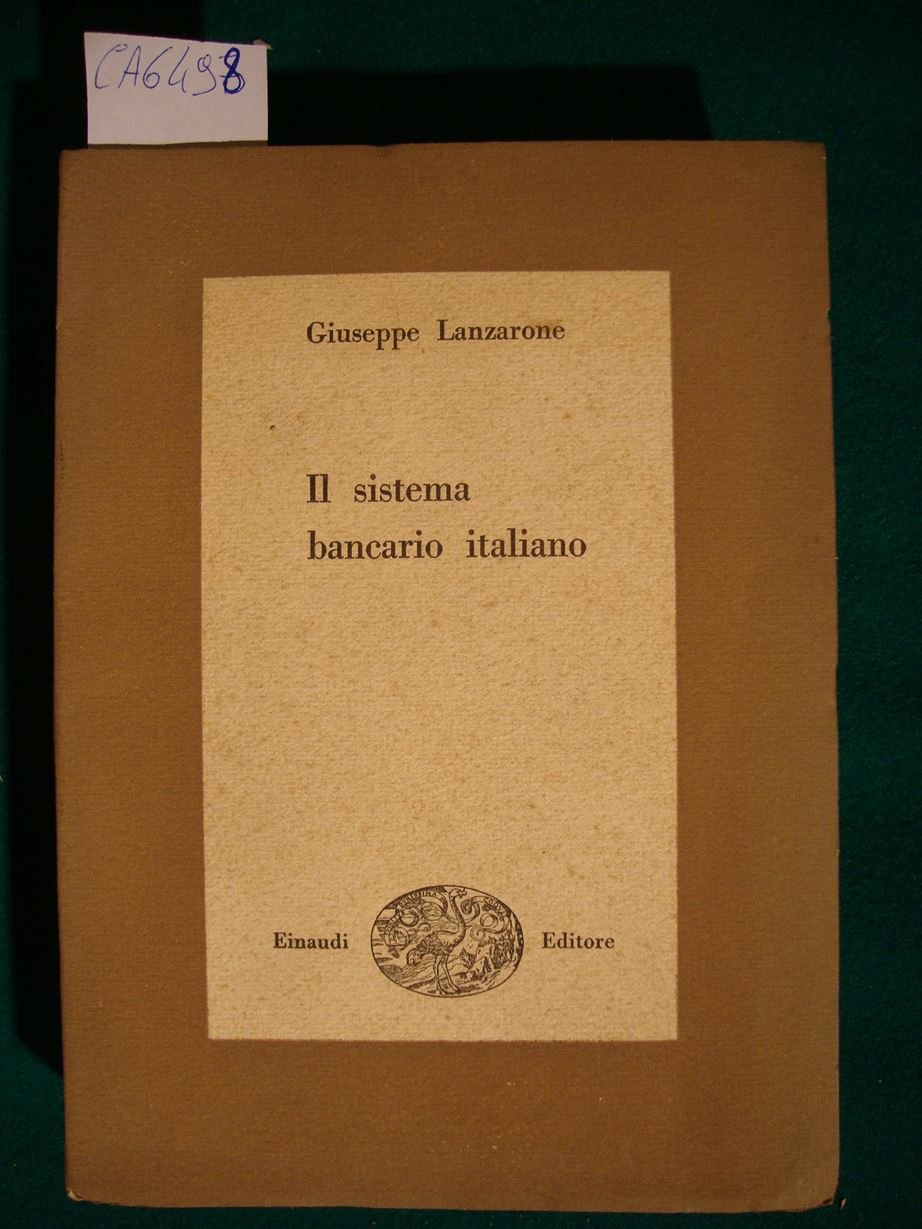 CA6498
Giuseppe Lanzarone
Il sistema
bancario italiano
Einaudi Editore